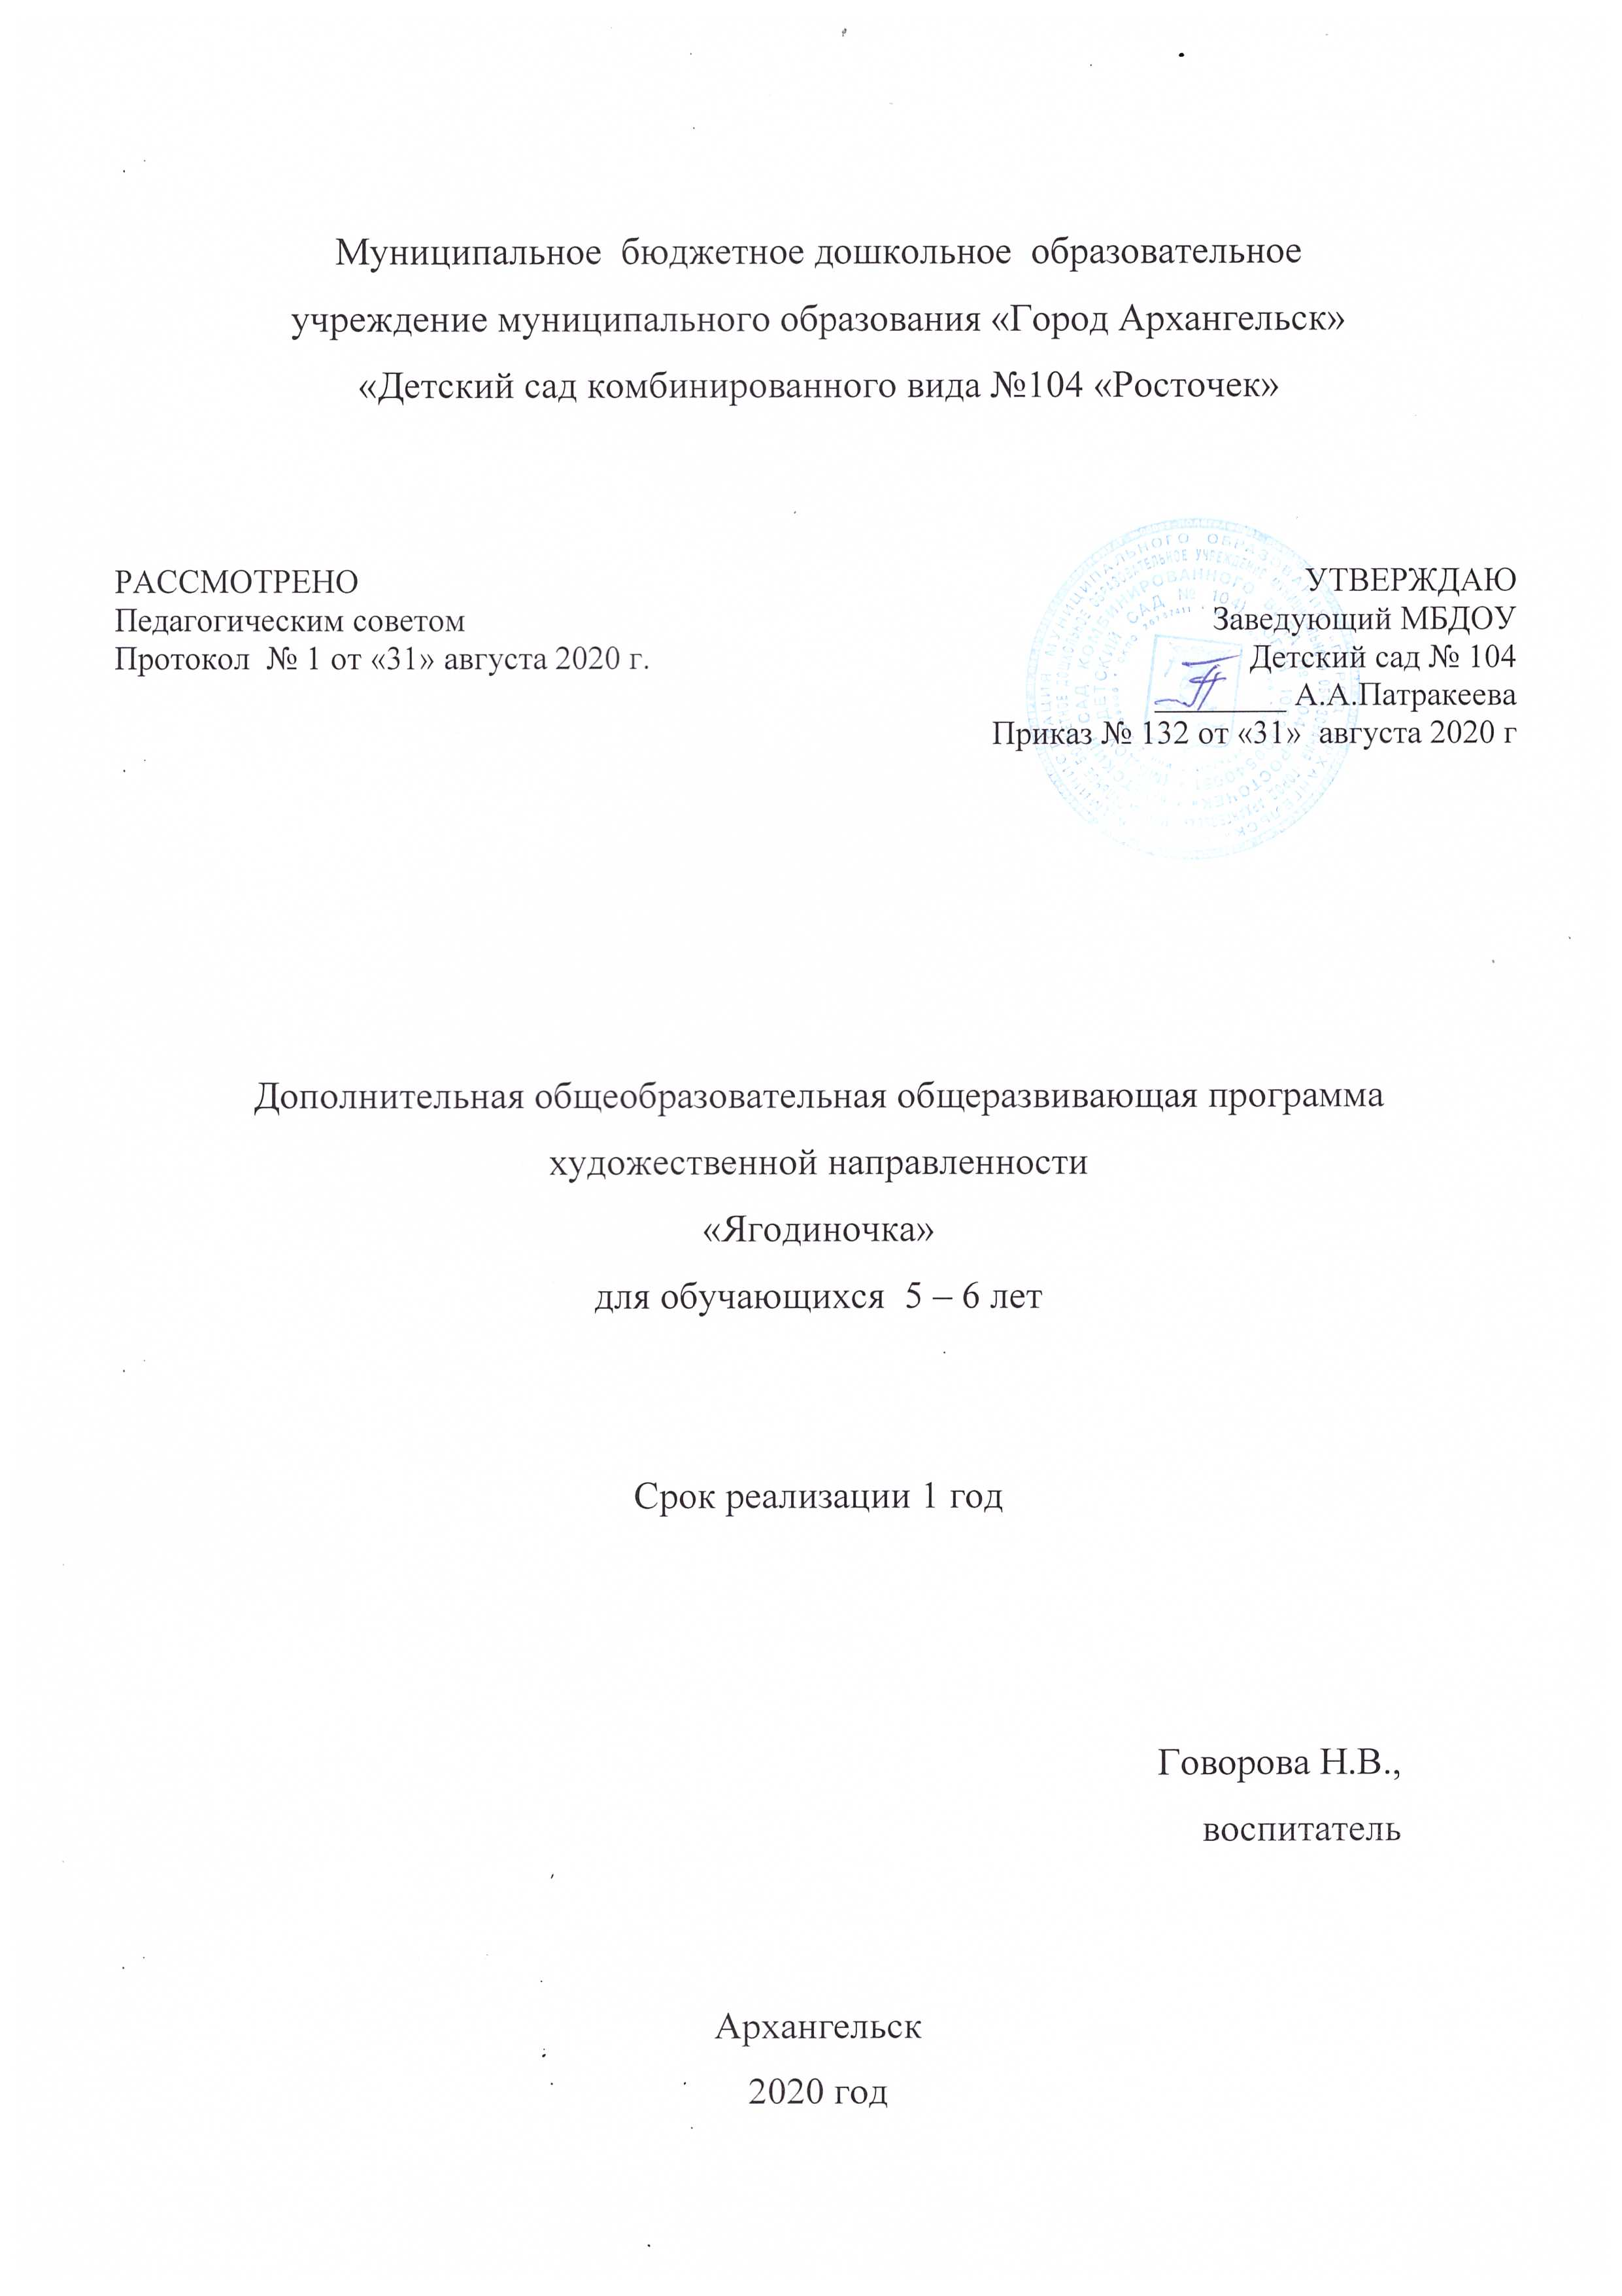 Муниципальное бюджетное дошкольное образовательное
учреждение муниципального образования «Город Архангельск»
«Детский сад комбинированного вида №104 «Росточек»
РАССМОТРЕНО
Педагогическим советом
Протокол № 1 от «31» августа 2020 г.
УТВЕРЖДАЮ
Заведующий МБДОУ
Детский сад № 104
А.А.Патракеева
Приказ № 132 от «31» августа 2020 г
Дополнительная общеобразовательная общеразвивающая программа
художественной направленности
«Ягодиночка»
для обучающихся 5 – 6 лет
Срок реализации 1 год
Говорова Н.В.,
воспитатель
Архангельск
2020 год